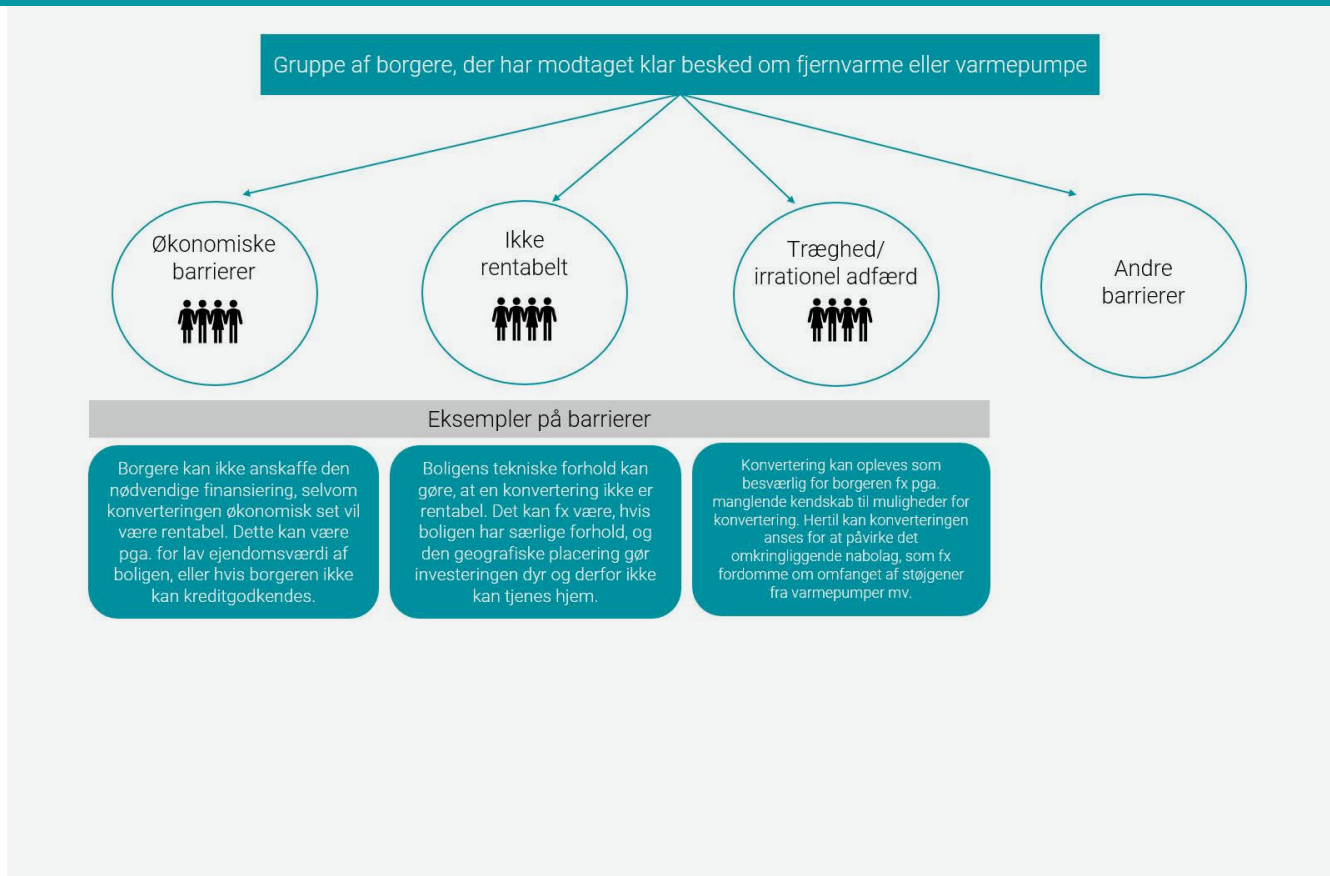 Gruppe af borgere, der har modtaget klar besked om fjernvarme eller varmepumpe
Økonomiske
barrierer
Ikke
rentabelt
Træghed/
irrationel adfærd
Andre
barrierer
Eksempler på barrierer
Borgere kan ikke anskaffe den
nødvendige finansiering, selvom
konverteringen økonomisk set vil
være rentabel. Dette kan være
pga. for lav ejendomsværdi af
boligen, eller hvis borgeren ikke
kan kreditgodkendes.
Boligens tekniske forhold kan
gøre, at en konvertering ikke er
rentabel. Det kan fx være, hvis
boligen har særlige forhold, og
den geografiske placering gør
investeringen dyr og derfor ikke
kan tjenes hjem.
Konvertering kan opleves som
besværlig for borgeren fx pga.
manglende kendskab til muligheder for
konvertering. Hertil kan konverteringen
anses for at påvirke det
omkringliggende nabolag, som fx
fordomme om omfanget af støjgener
fra varmepumper mv.